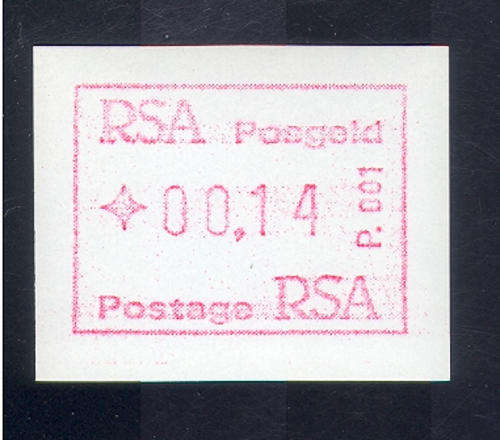 RSA Posgeld
00,14
P.001
Postage RSA